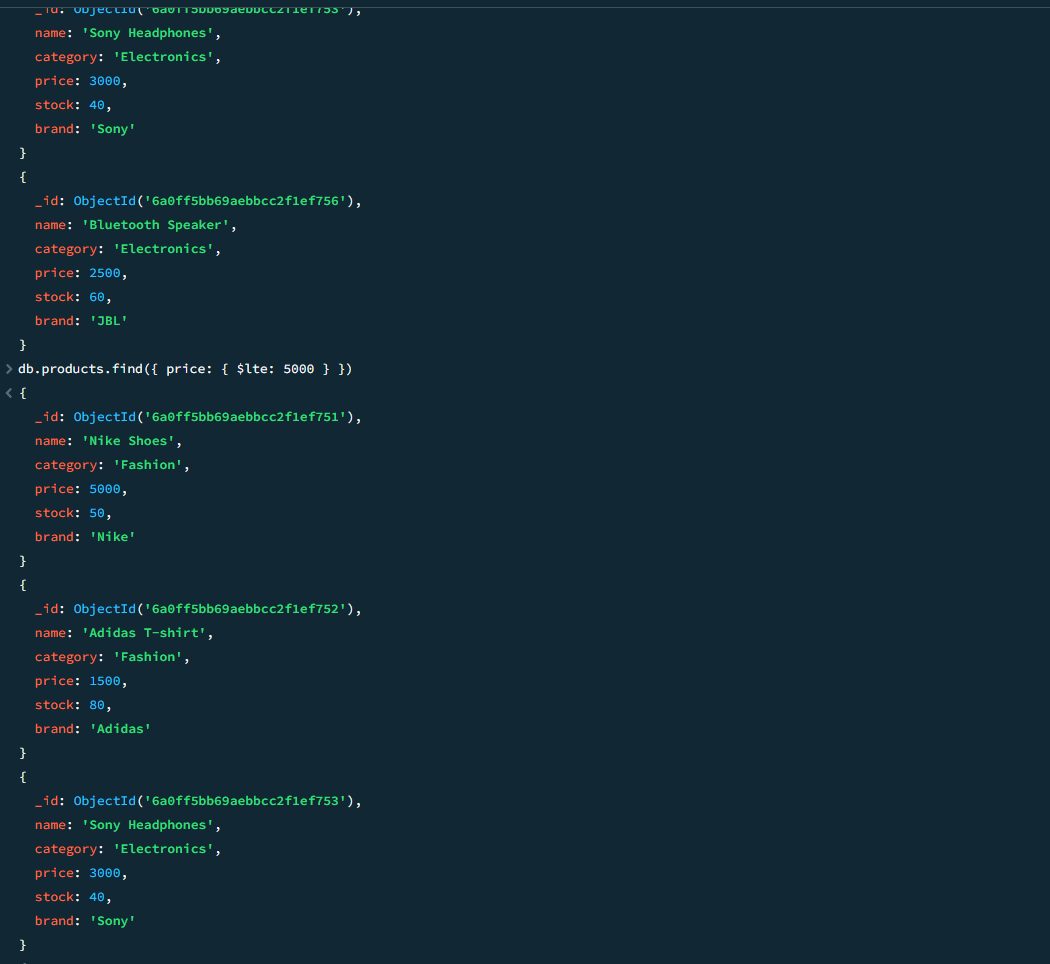 _id: ObjectId('6a0ff5bb69aebbcc2f1ef753'),
name: 'Sony Headphones',
category: 'Electronics',
price: 3000,
stock: 40,
brand: 'Sony'
}
{
_id: ObjectId('6a0ff5bb69aebbcc2f1ef756'),
name: 'Bluetooth Speaker',
category: 'Electronics',
price: 2500,
stock: 60,
brand: 'JBL'
}
> db.products.find({ price: { $lte: 5000 } })
< {
_id: ObjectId('6a0ff5bb69aebbcc2f1ef751'),
name: 'Nike Shoes',
category: 'Fashion',
price: 5000,
stock: 50,
brand: 'Nike'
}
{
_id: ObjectId('6a0ff5bb69aebbcc2f1ef752'),
name: 'Adidas T-shirt',
category: 'Fashion',
price: 1500,
stock: 80,
brand: 'Adidas'
}
{
_id: ObjectId('6a0ff5bb69aebbcc2f1ef753'),
name: 'Sony Headphones',
category: 'Electronics',
price: 3000,
stock: 40,
brand: 'Sony'
}